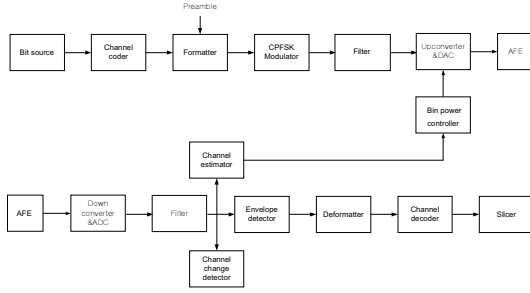 Preamble
Bit source
Channel
coder
Formatter
CPFSK
Modulator
Filter
Upconverter
&DAC
AFE
Bin power
controller
Channel
estimator
AFE
Down
converter
&ADC
Filter
Envelope
detector
Deformatter
Channel
decoder
Slicer
Channel
change
detector